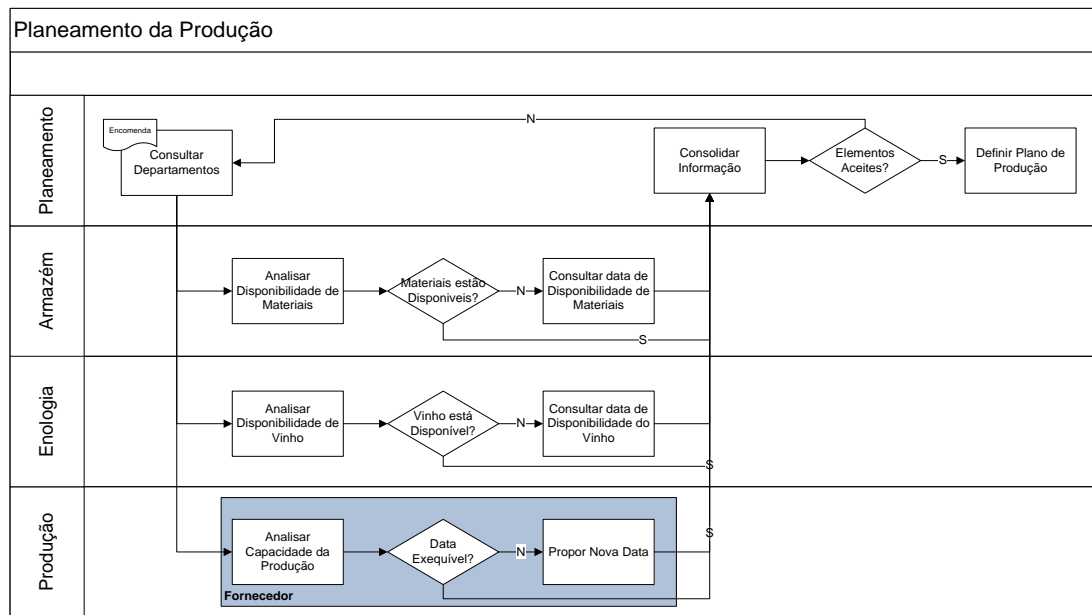 Planeamento da Produção
Planeamento
Encomenda
Consultar
Departamentos
N
Consolidar
Informação
Elementos
Aceites?
S
Definir Plano de
Produção
Armazém
Analisar
Disponibilidade de
Materiais
Materiais estão
Disponiveis?
N
Consultar data de
Disponibilidade de
Materiais
S
Enologia
Analisar
Disponibilidade de
Vinho
Vinho está
Disponível?
N
Consultar data de
Disponibilidade do
Vinho
S
Produção
Analisar
Capacidade da
Produção
Data
Exequível?
N
Propor Nova Data
S
Fornecedor